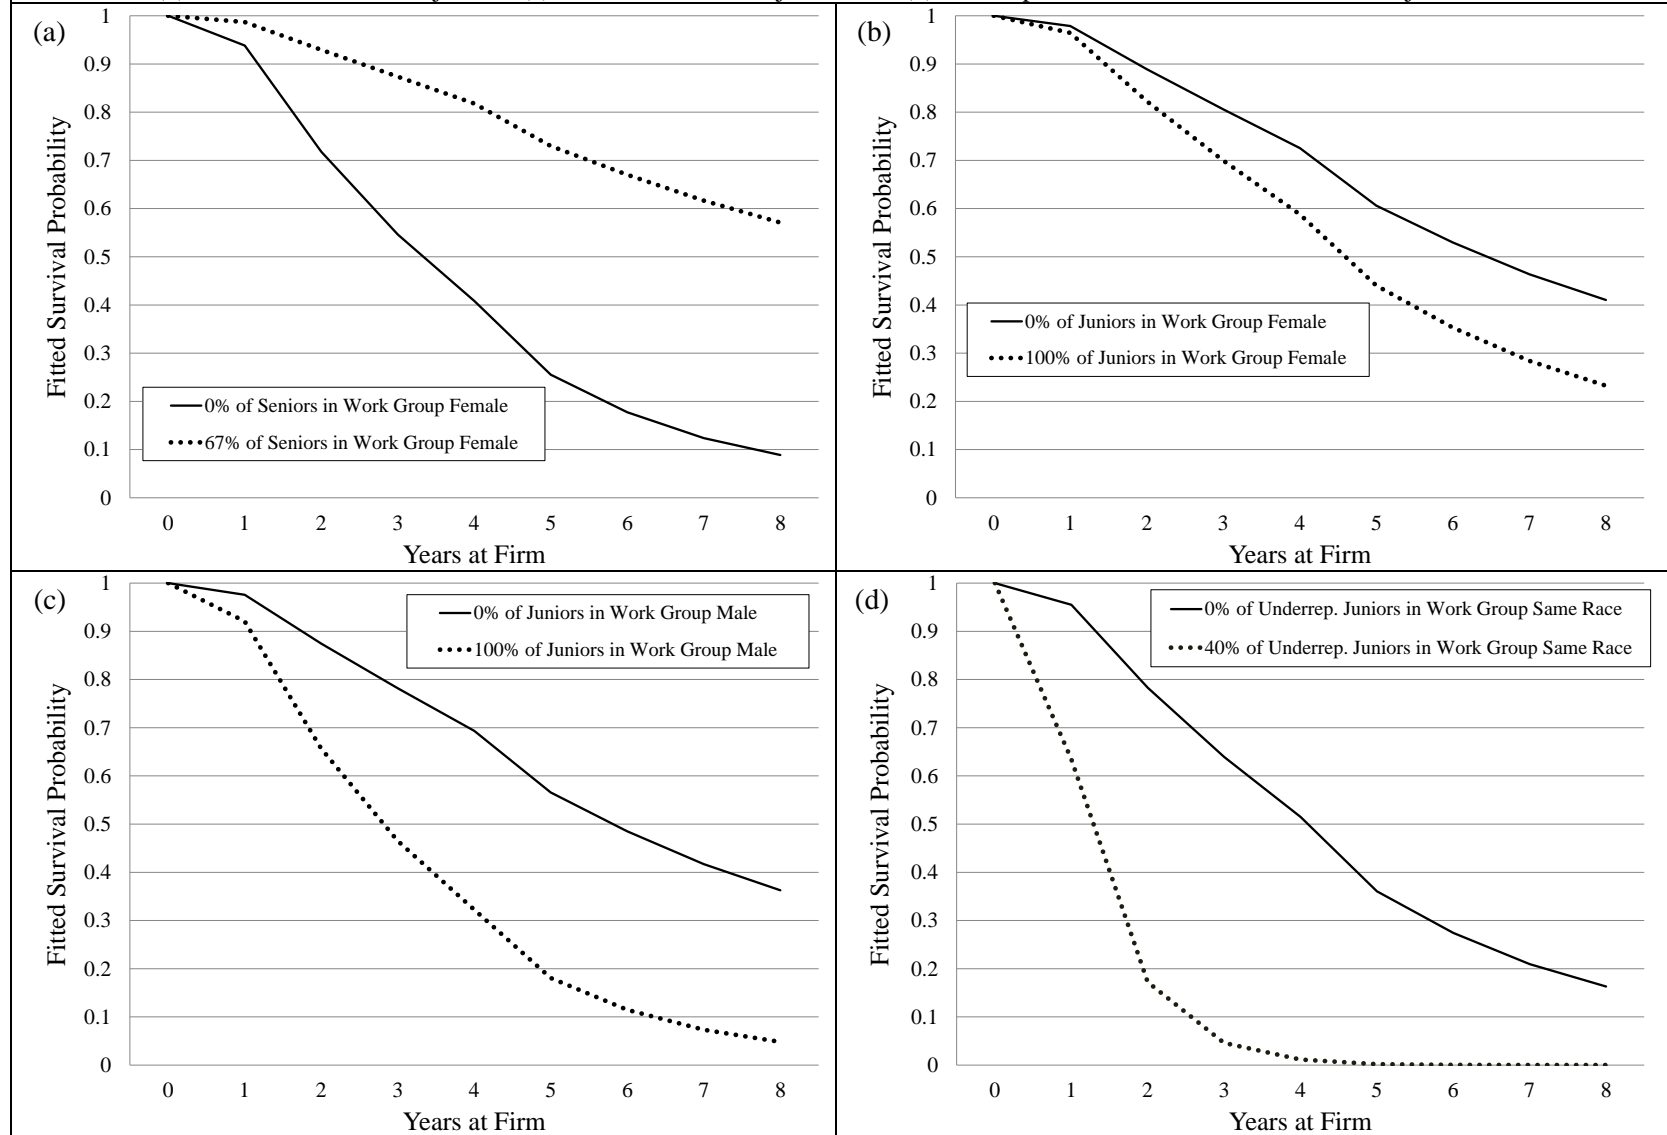 (a)
1
0.9
0.8
0.7
0.6
0.5
0.4
0.3
0.2
0.1
0
Fitted Survival Probability
0% of Seniors in Work Group Female
67% of Seniors in Work Group Female
0 1 2 3 4 5 6 7 8
Years at Firm
(b)
1
0.9
0.8
0.7
0.6
0.5
0.4
0.3
0.2
0.1
0
Fitted Survival Probability
0% of Juniors in Work Group Female
100% of Juniors in Work Group Female
0 1 2 3 4 5 6 7 8
Years at Firm
(c)
1
0.9
0.8
0.7
0.6
0.5
0.4
0.3
0.2
0.1
0
Fitted Survival Probability
0% of Juniors in Work Group Male
100% of Juniors in Work Group Male
0 1 2 3 4 5 6 7 8
Years at Firm
(d)
1
0.9
0.8
0.7
0.6
0.5
0.4
0.3
0.2
0.1
0
Fitted Survival Probability
0% of Underrep. Juniors in Work Group Same Race
40% of Underrep. Juniors in Work Group Same Race
0 1 2 3 4 5 6 7 8
Years at Firm